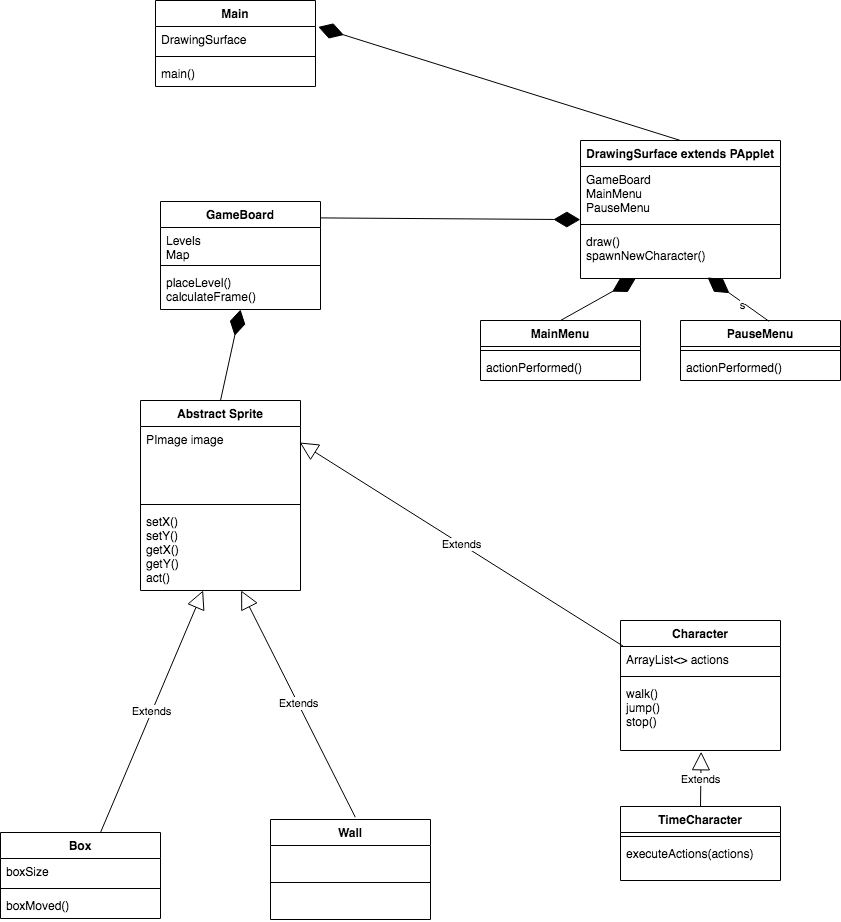 Main
DrawingSurface
main()
DrawingSurface extends PApplet
GameBoard
MainMenu
PauseMenu
draw()
spawnNewCharacter()
GameBoard
Levels
Map
placeLevel()
calculateFrame()
s
MainMenu
actionPerformed()
PauseMenu
actionPerformed()
Abstract Sprite
PImage image
setX()
setY()
getX()
getY()
act()
Extends
Character
ArrayList<> actions
walk()
jump()
stop()
Extends
Extends
Extends
TimeCharacter
executeActions(actions)
Box
boxSize
boxMoved()
Wall